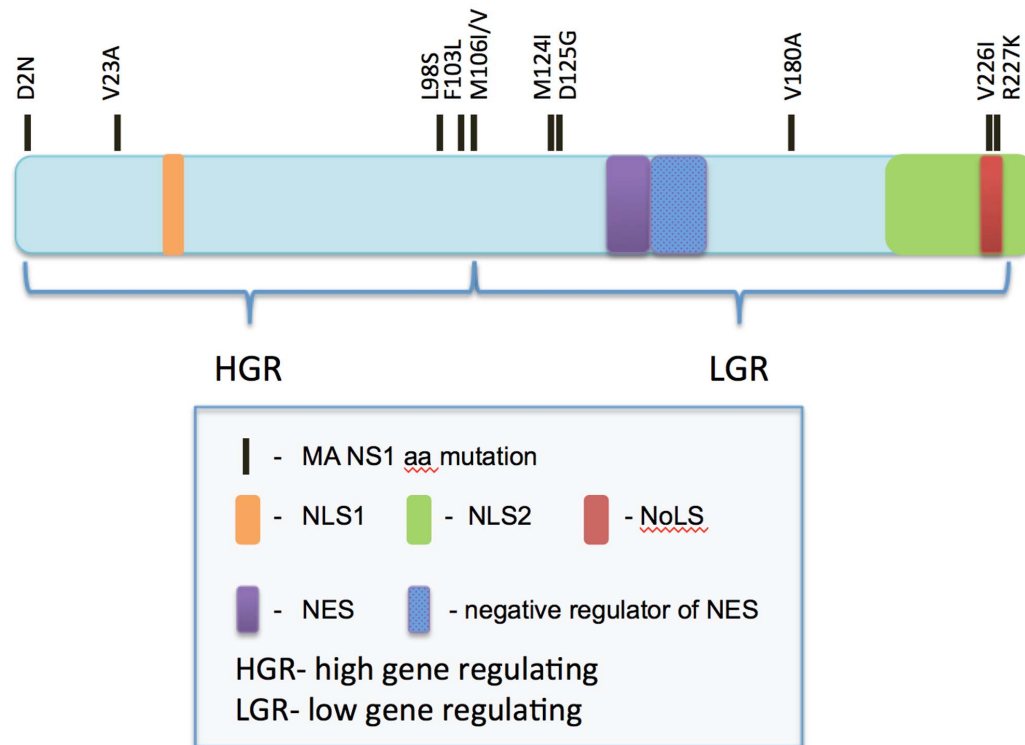 D2N
V23A
L98S
F103L
M106I/V
M124I
D125G
V180A
V226I
R227K
HGR
LGR
- MA NS1 aa mutation
- NLS1
- NLS2
- NoLS
- NES
- negative regulator of NES
HGR- high gene regulating
LGR- low gene regulating